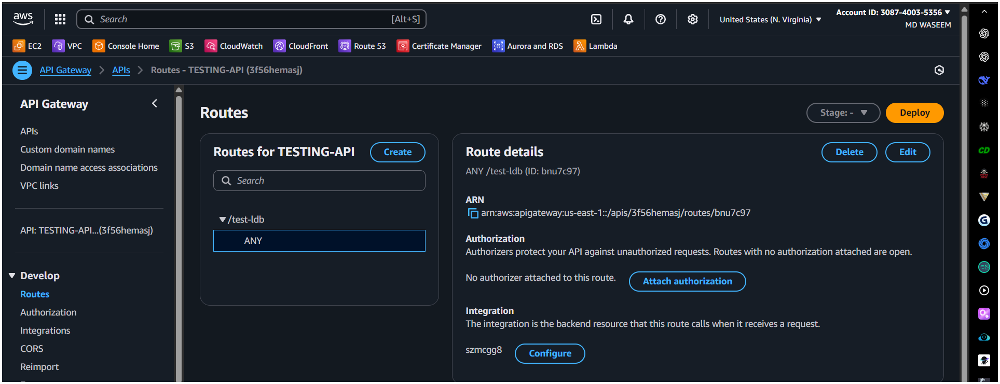 aws
Search
[Alt+S]
United States (N. Virginia)
Account ID: 3087-4003-5356
MD WASEEM
EC2
VPC
Console Home
S3
CloudWatch
CloudFront
Route 53
Certificate Manager
Aurora and RDS
Lambda
API Gateway
APIs
Routes - TESTING-API (3f56hemasj)
API Gateway
APIs
Custom domain names
Domain name access associations
VPC links
API: TESTING-API...(3f56hemasj)
Develop
Routes
Authorization
Integrations
CORS
Reimport
Routes
Stage: -
Deploy
Routes for TESTING-API
Create
Search
/test-ldb
ANY
Route details
Delete
Edit
ANY /test-ldb (ID: bnu7c97)
ARN
arn:aws:apigateway:us-east-1::/apis/3f56hemasj/routes/bnu7c97
Authorization
Authorizers protect your API against unauthorized requests. Routes with no authorization attached are open.
No authorizer attached to this route.
Attach authorization
Integration
The integration is the backend resource that this route calls when it receives a request.
szmcgg8
Configure
CD